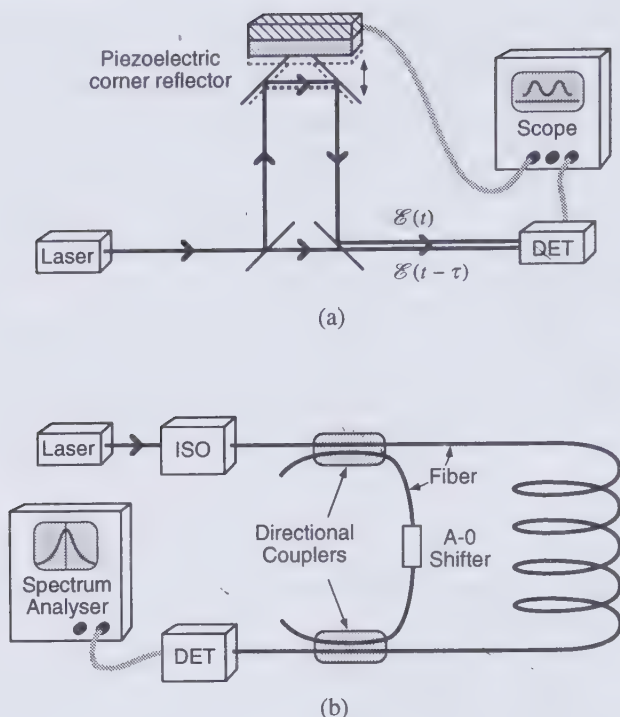 Piezoelectric
corner reflector
Scope
ℰ(t)
Laser
DET
ℰ(t − τ)
(a)
Laser
ISO
Fiber
Directional
Couplers
A-0
Shifter
Spectrum
Analyser
DET
(b)